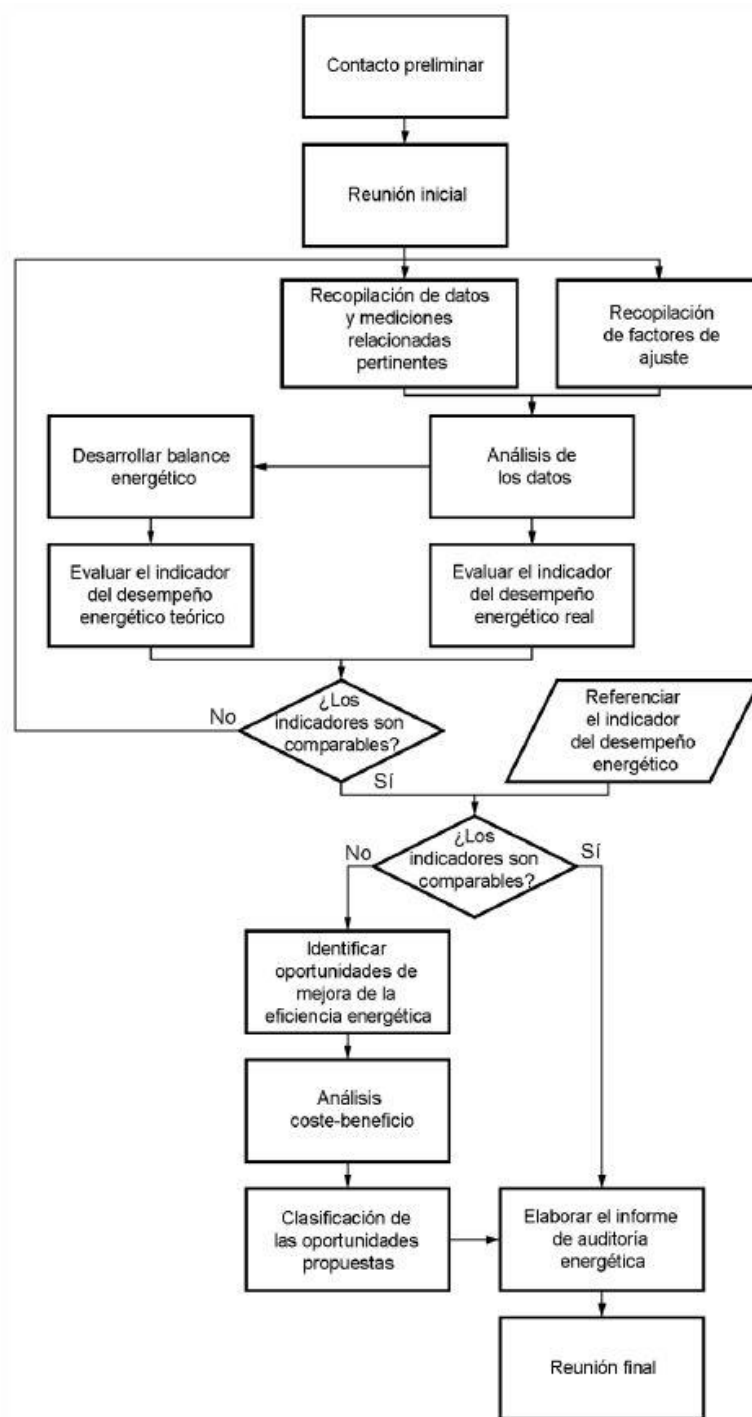 Contacto preliminar
Reunión inicial
Recopilación de datos
y mediciones
relacionadas
pertinentes
Recopilación
de factores de
ajuste
Desarrollar balance
energético
Análisis de
los datos
Evaluar el indicador
del desempeño
energético teórico
Evaluar el indicador
del desempeño
energético real
No
¿Los
indicadores son
comparables?
Sí
Referenciar
el indicador
del desempeño
energético
No
¿Los
indicadores son
comparables?
Sí
Identificar
oportunidades de
mejora de la
eficiencia energética
Análisis
coste-beneficio
Clasificación de
las oportunidades
propuestas
Elaborar el informe
de auditoría
energética
Reunión final